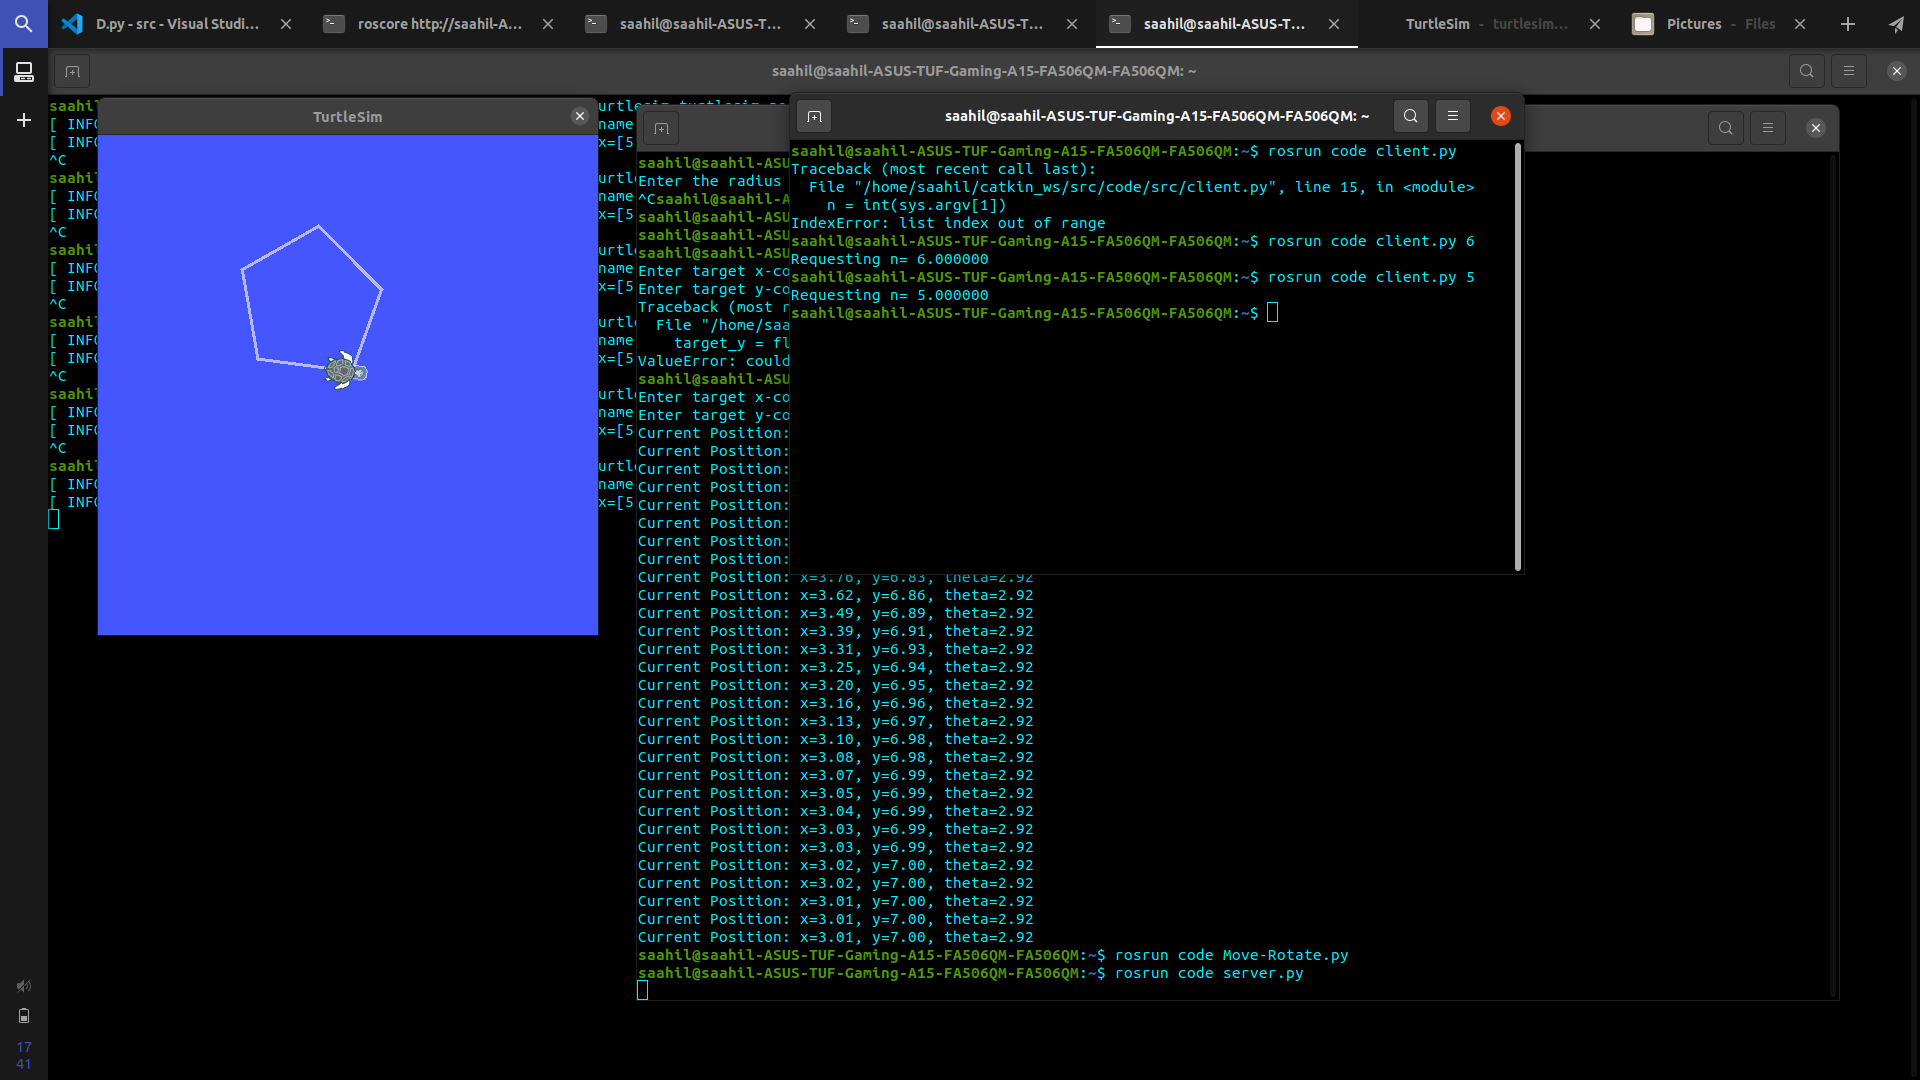 D.py - src - Visual Studi...
roscore http://saahil-A...
saahil@saahil-ASUS-T...
saahil@saahil-ASUS-T...
saahil@saahil-ASUS-T...
TurtleSim - turtlesim...
Pictures - Files
saahil@saahil-ASUS-TUF-Gaming-A15-FA506QM-FA506QM: ~
TurtleSim
[ INFO
[ INFO
^C
[ INFO
[ INFO
^C
[ INFO
[ INFO
^C
[ INFO
[ INFO
^C
[ INFO
[ INFO
^C
[ INFO
[ INFO
name
x=[5
name
x=[5
name
x=[5
name
x=[5
name
x=[5
name
x=[5
saahil@saahil-ASU
Enter the radius
^Csaahil@saahil-A
saahil@saahil-ASU
saahil@saahil-ASU
saahil@saahil-ASU
Enter target x-co
Enter target y-co
Traceback (most r
File "/home/saa
target_y = fl
ValueError: could
saahil@saahil-ASU
Enter target x-co
Enter target y-co
Current Position:
Current Position:
Current Position:
Current Position:
Current Position:
Current Position:
Current Position:
Current Position:
Current Position: x=3.76, y=6.83, theta=2.92
Current Position: x=3.62, y=6.86, theta=2.92
Current Position: x=3.49, y=6.89, theta=2.92
Current Position: x=3.39, y=6.91, theta=2.92
Current Position: x=3.31, y=6.93, theta=2.92
Current Position: x=3.25, y=6.94, theta=2.92
Current Position: x=3.20, y=6.95, theta=2.92
Current Position: x=3.16, y=6.96, theta=2.92
Current Position: x=3.13, y=6.97, theta=2.92
Current Position: x=3.10, y=6.98, theta=2.92
Current Position: x=3.08, y=6.98, theta=2.92
Current Position: x=3.07, y=6.99, theta=2.92
Current Position: x=3.05, y=6.99, theta=2.92
Current Position: x=3.04, y=6.99, theta=2.92
Current Position: x=3.03, y=6.99, theta=2.92
Current Position: x=3.03, y=6.99, theta=2.92
Current Position: x=3.02, y=7.00, theta=2.92
Current Position: x=3.02, y=7.00, theta=2.92
Current Position: x=3.01, y=7.00, theta=2.92
Current Position: x=3.01, y=7.00, theta=2.92
Current Position: x=3.01, y=7.00, theta=2.92
saahil@saahil-ASUS-TUF-Gaming-A15-FA506QM-FA506QM:~$ rosrun code Move-Rotate.py
saahil@saahil-ASUS-TUF-Gaming-A15-FA506QM-FA506QM:~$ rosrun code server.py
saahil@saahil-ASUS-TUF-Gaming-A15-FA506QM-FA506QM: ~
saahil@saahil-ASUS-TUF-Gaming-A15-FA506QM-FA506QM:~$ rosrun code client.py
Traceback (most recent call last):
File "/home/saahil/catkin_ws/src/code/src/client.py", line 15, in <module>
n = int(sys.argv[1])
IndexError: list index out of range
saahil@saahil-ASUS-TUF-Gaming-A15-FA506QM-FA506QM:~$ rosrun code client.py 6
Requesting n= 6.000000
saahil@saahil-ASUS-TUF-Gaming-A15-FA506QM-FA506QM:~$ rosrun code client.py 5
Requesting n= 5.000000
saahil@saahil-ASUS-TUF-Gaming-A15-FA506QM-FA506QM:~$
17
41